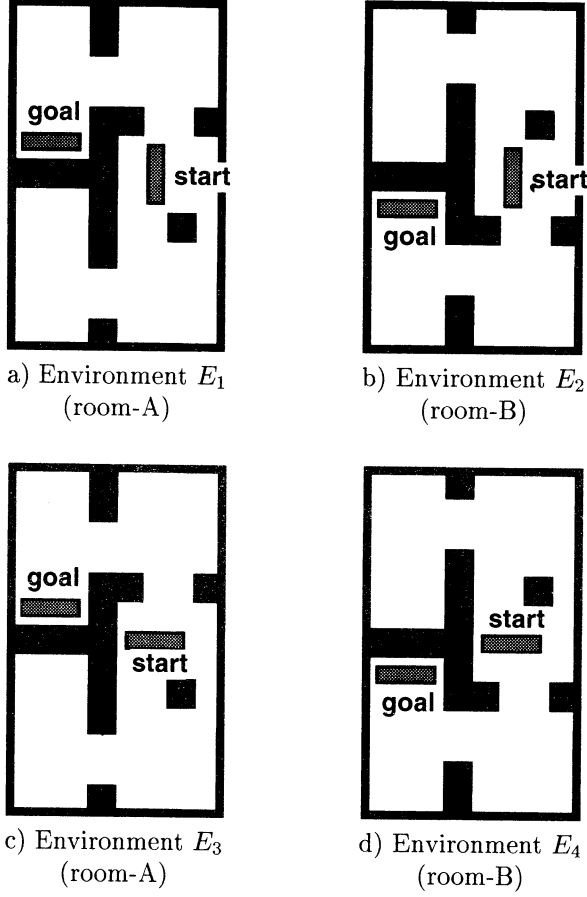 goal
start
a) Environment E₁
(room-A)
start
goal
b) Environment E₂
(room-B)
goal
start
c) Environment E₃
(room-A)
start
goal
d) Environment E₄
(room-B)